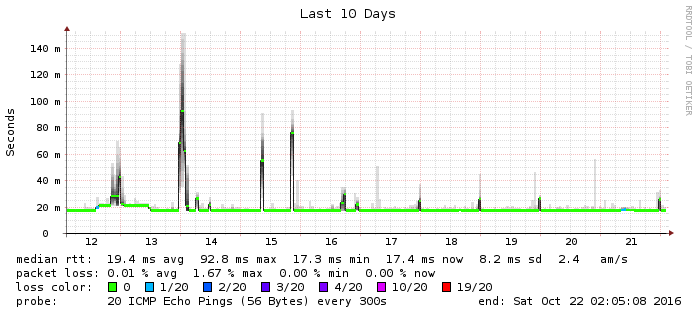 Last 10 Days
RRDTOOL / TOBI OETIKER
Seconds
140 m
120 m
100 m
80 m
60 m
40 m
20 m
0
12 13 14 15 16 17 18 19 20 21
median rtt: 19.4 ms avg 92.8 ms max 17.3 ms min 17.4 ms now 8.2 ms sd 2.4 am/s
packet loss: 0.01 % avg 1.67 % max 0.00 % min 0.00 % now
loss color: 0 1/20 2/20 3/20 4/20 10/20 19/20
probe: 20 ICMP Echo Pings (56 Bytes) every 300s end: Sat Oct 22 02:05:08 2016